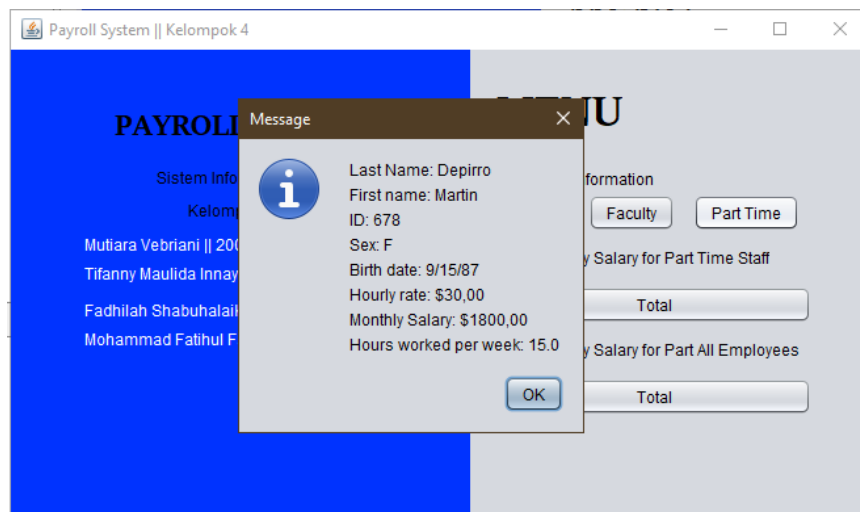 Payroll System || Kelompok 4
PAYROLL
Sistem Info
Message
Last Name: Depirro
First name: Martin
ID: 678
Sex: F
Birth date: 9/15/87
Hourly rate: $30,00
Monthly Salary: $1800,00
Hours worked per week: 15.0
OK
Mutiara Vebriani || 200
Tifanny Maulida Innay
Fadhilah Shabuhalaik
Mohammad Fatihul F
MENU
formation
Faculty
Part Time
y Salary for Part Time Staff
Total
y Salary for Part All Employees
Total